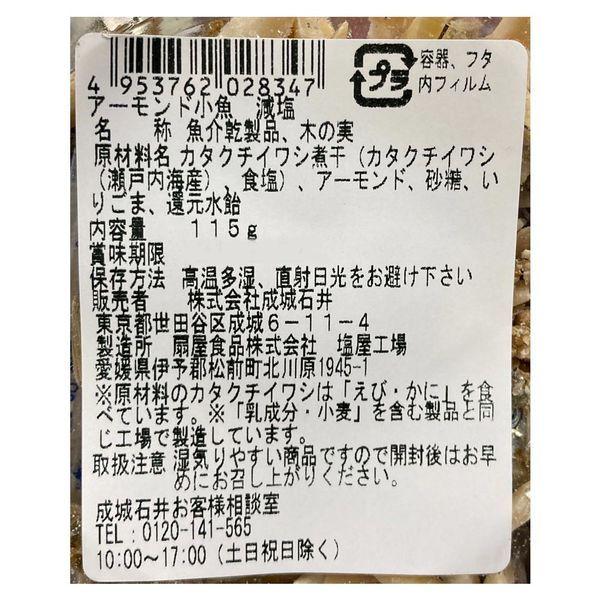 4 953762 028347
プラ
容器、フタ
内フィルム
アーモンド小魚　減塩
名　　称　魚介乾製品、木の実
原材料名 カタクチイワシ煮干（カタクチイワシ
（瀬戸内海産）、食塩）、アーモンド、砂糖、い
りごま、還元水飴
内容量　　１１５ｇ
賞味期限
保存方法　高温多湿、直射日光をお避け下さい
販売者　　株式会社成城石井
東京都世田谷区成城６－１１－４
製造所　扇屋食品株式会社　塩屋工場
愛媛県伊予郡松前町北川原1945-1
※原材料のカタクチイワシは「えび・かに」を食
べています。※「乳成分・小麦」を含む製品と同
じ工場で製造しています。
取扱注意　湿気りやすい商品ですので開封後はお早
めにお召し上がりください。
成城石井お客様相談室
TEL：0120-141-565
10:00～17:00（土日祝日除く）